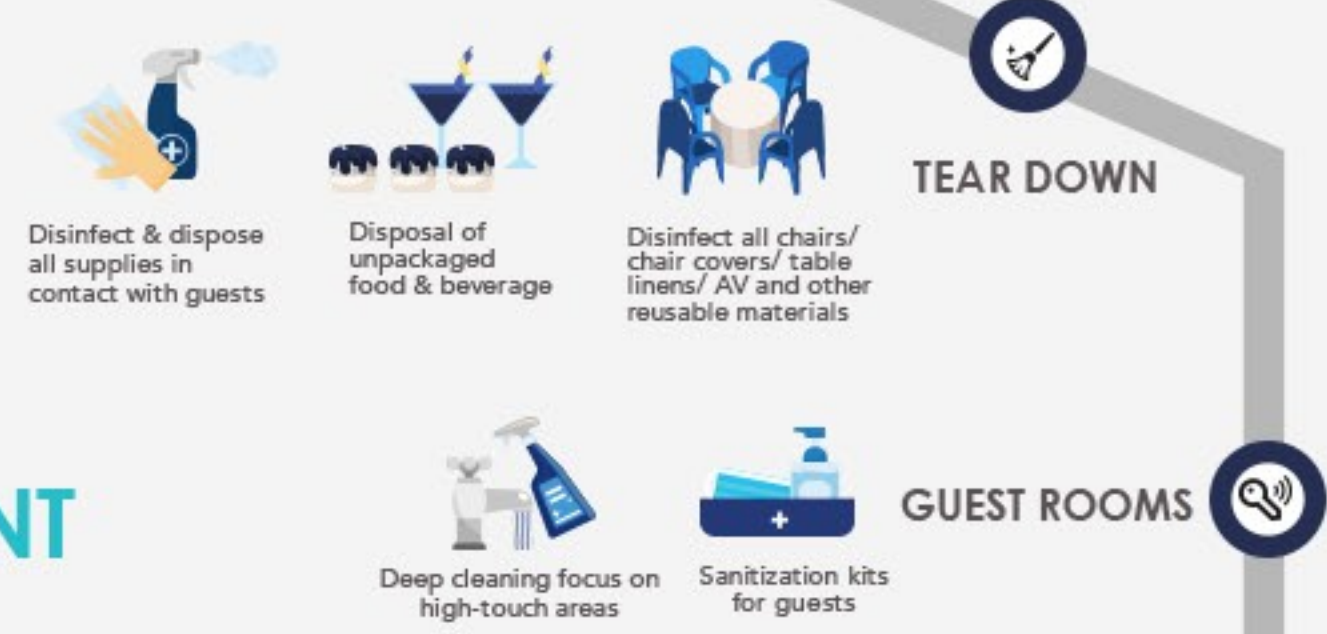 TEAR DOWN
Disinfect & dispose
all supplies in
contact with guests
Disposal of
unpackaged
food & beverage
Disinfect all chairs/
chair covers/ table
linens/ AV and other
reusable materials
NT
GUEST ROOMS
Deep cleaning focus on
high-touch areas
Sanitization kits
for guests